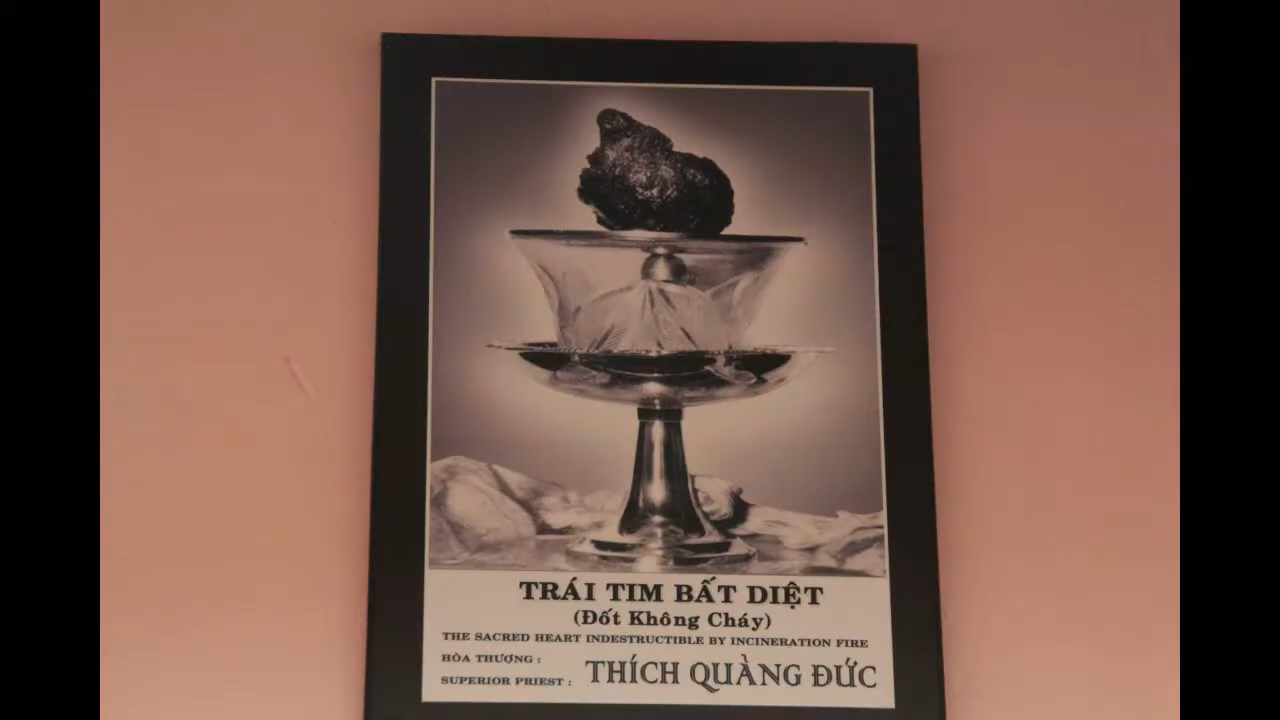 TRÁI TIM BẤT DIỆT
(Đốt Không Cháy)
THE SACRED HEART INDESTRUCTIBLE BY INCINERATION FIRE
HÒA THƯỢNG :
SUPERIOR PRIEST : THÍCH QUẢNG ĐỨC